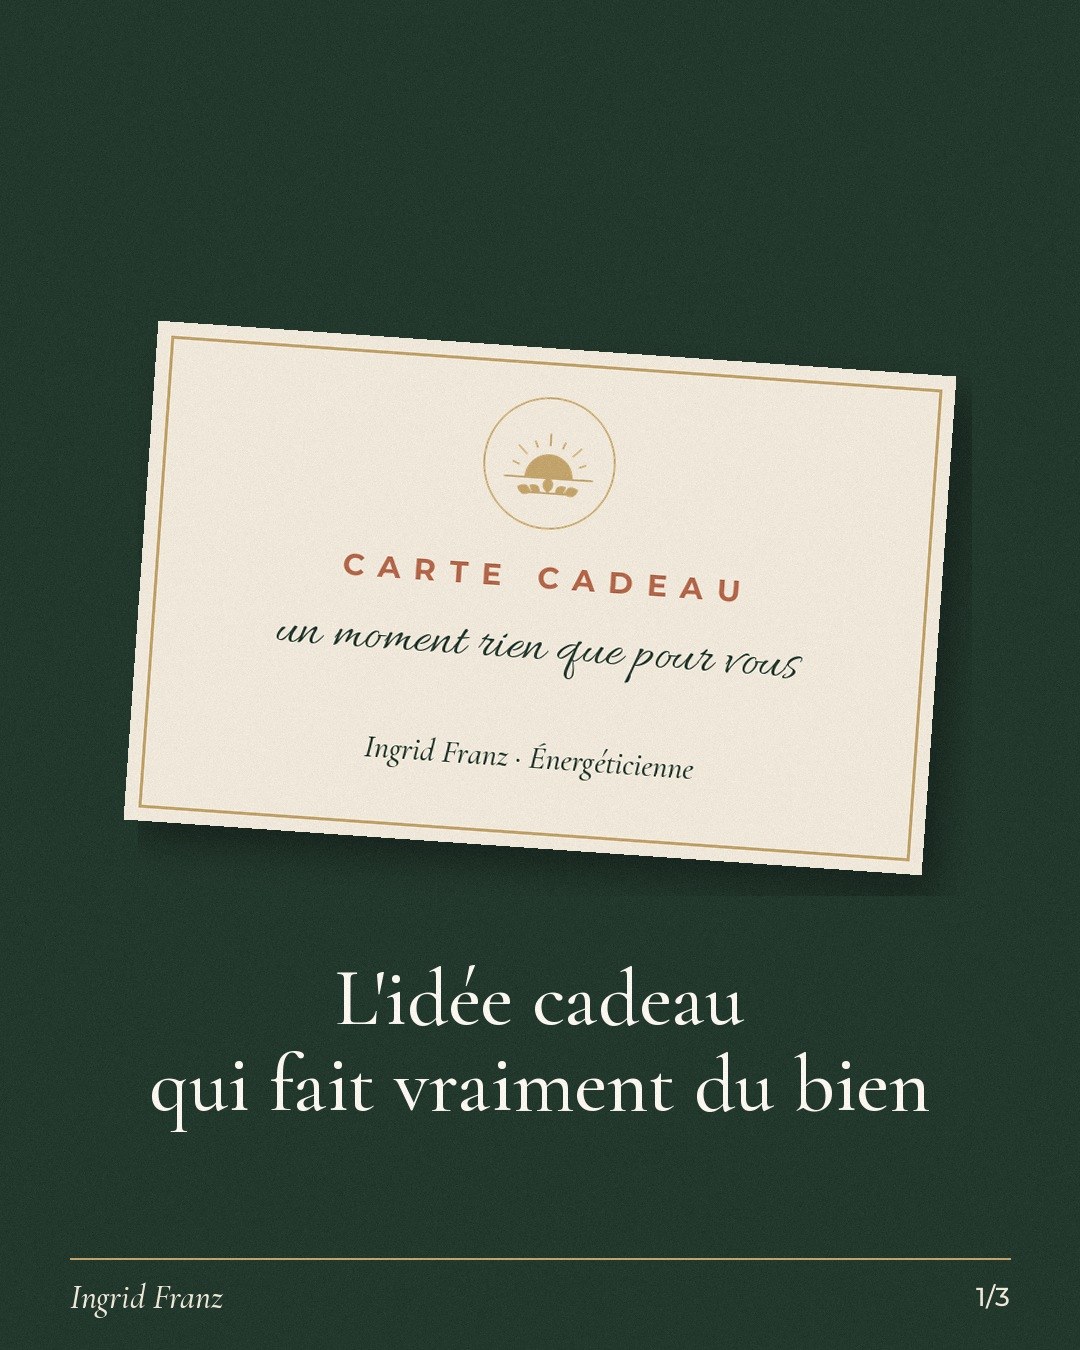 CARTE CADEAU
un moment rien que pour vous
Ingrid Franz · Énergéticienne
L'idée cadeau
qui fait vraiment du bien
Ingrid Franz
1/3